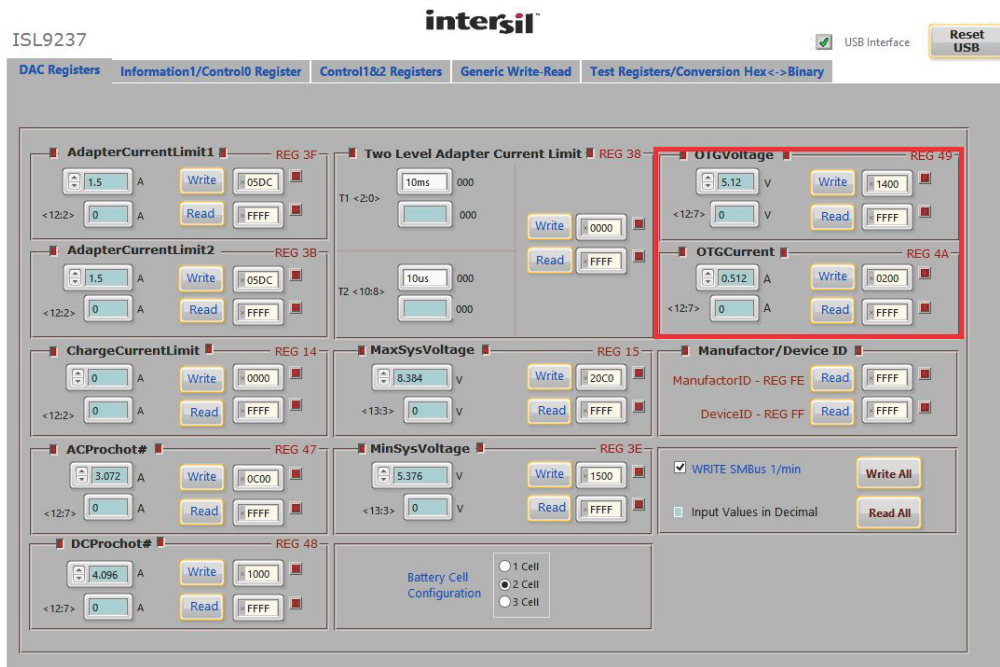 intersil™
ISL9237
USB Interface
Reset
USB
DAC Registers
Information1/Control0 Register
Control1&2 Registers
Generic Write-Read
Test Registers/Conversion Hex<->Binary
AdapterCurrentLimit1
REG 3F
1.5 A Write x 05DC
<12:2> 0 A Read x FFFF
AdapterCurrentLimit2
REG 3B
1.5 A Write x 05DC
<12:2> 0 A Read x FFFF
ChargeCurrentLimit
REG 14
0 A Write x 0000
<12:2> 0 A Read x FFFF
ACProchot#
REG 47
3.072 A Write x 0C00
<12:7> 0 A Read x FFFF
DCProchot#
REG 48
4.096 A Write x 1000
<12:7> 0 A Read x FFFF
Two Level Adapter Current Limit
REG 38
10ms 000
T1 <2:0>
000
Write x 0000
Read x FFFF
10us 000
T2 <10:8>
000
MaxSysVoltage
REG 15
8.384 V Write x 20C0
<13:3> 0 V Read x FFFF
MinSysVoltage
REG 3E
5.376 V Write x 1500
<13:3> 0 V Read x FFFF
Battery Cell
Configuration
1 Cell
2 Cell
3 Cell
OTGVoltage
REG 49
5.12 V Write x 1400
<12:7> 0 V Read x FFFF
OTGCurrent
REG 4A
0.512 A Write x 0200
<12:7> 0 A Read x FFFF
Manufactor/Device ID
ManufactorID - REG FE Read x FFFF
DeviceID - REG FF Read x FFFF
WRITE SMBus 1/min
Write All
Input Values in Decimal
Read All